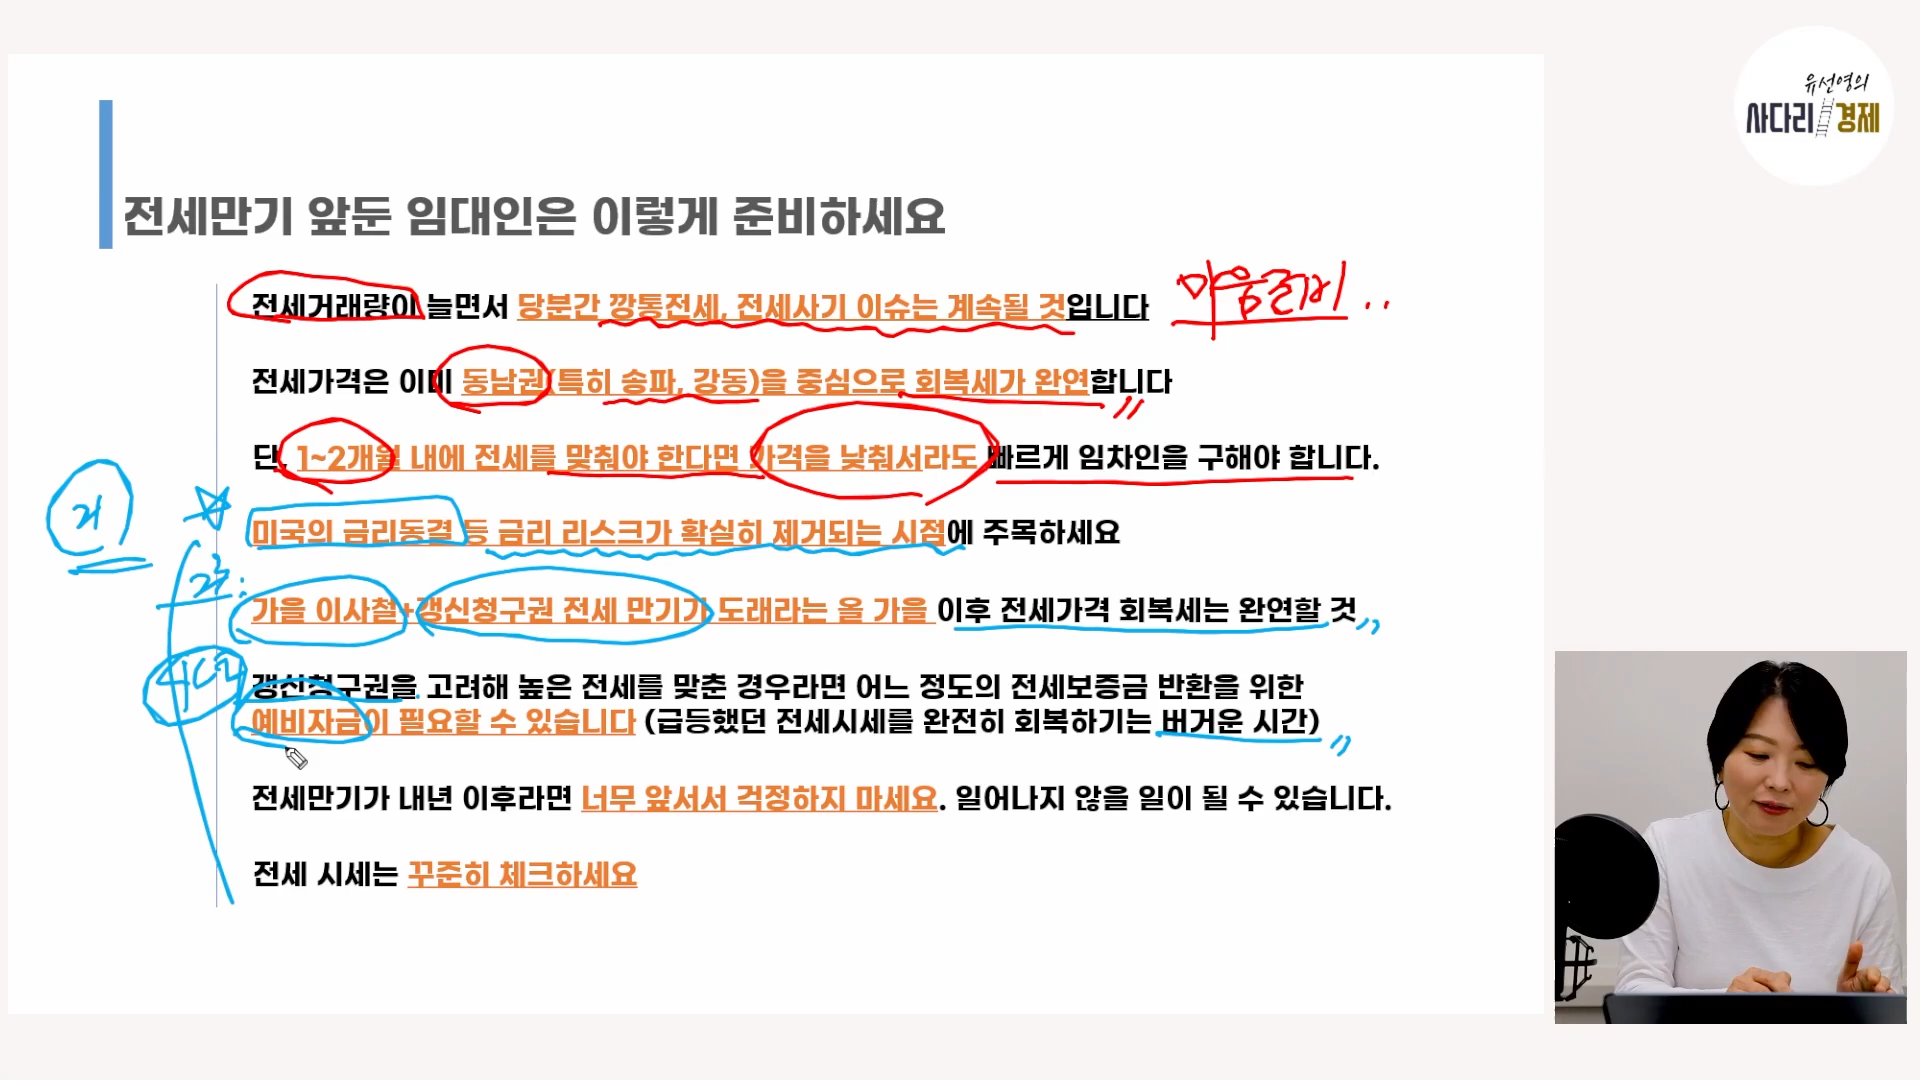 유선영의
사다리경제
전세만기 앞둔 임대인은 이렇게 준비하세요
전세거래량이 늘면서 당분간 깡통전세, 전세사기 이슈는 계속될 것입니다
전세가격은 이미 동남권(특히 송파, 강동)을 중심으로 회복세가 완연합니다
단, 1~2개월 내에 전세를 맞춰야 한다면 가격을 낮춰서라도 빠르게 임차인을 구해야 합니다.
미국의 금리동결 등 금리 리스크가 확실히 제거되는 시점에 주목하세요
가을 이사철+갱신청구권 전세 만기가 도래라는 올 가을 이후 전세가격 회복세는 완연할 것
갱신청구권을 고려해 높은 전세를 맞춘 경우라면 어느 정도의 전세보증금 반환을 위한
예비자금이 필요할 수 있습니다 (급등했던 전세시세를 완전히 회복하기는 버거운 시간)
전세만기가 내년 이후라면 너무 앞서서 걱정하지 마세요. 일어나지 않을 일이 될 수 있습니다.
전세 시세는 꾸준히 체크하세요